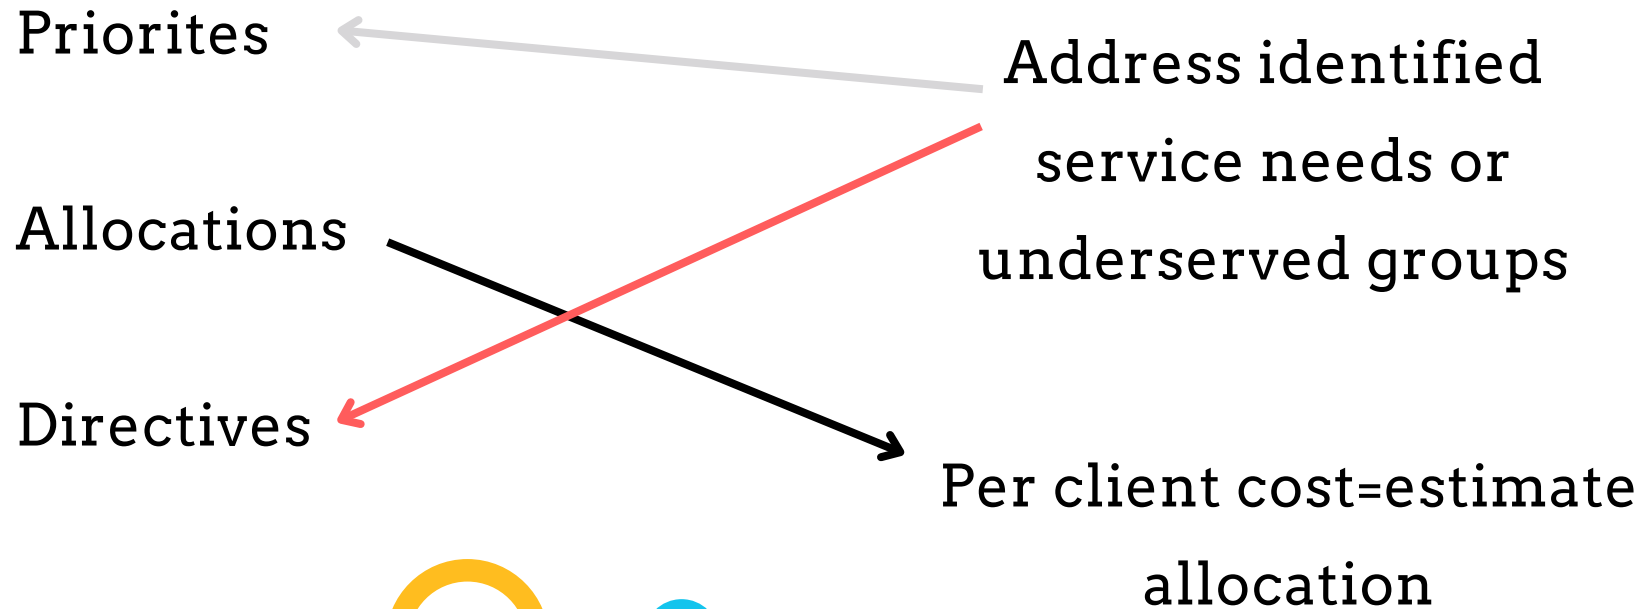 Priorites
Allocations
Directives
Address identified
service needs or
underserved groups
Per client cost=estimate
allocation